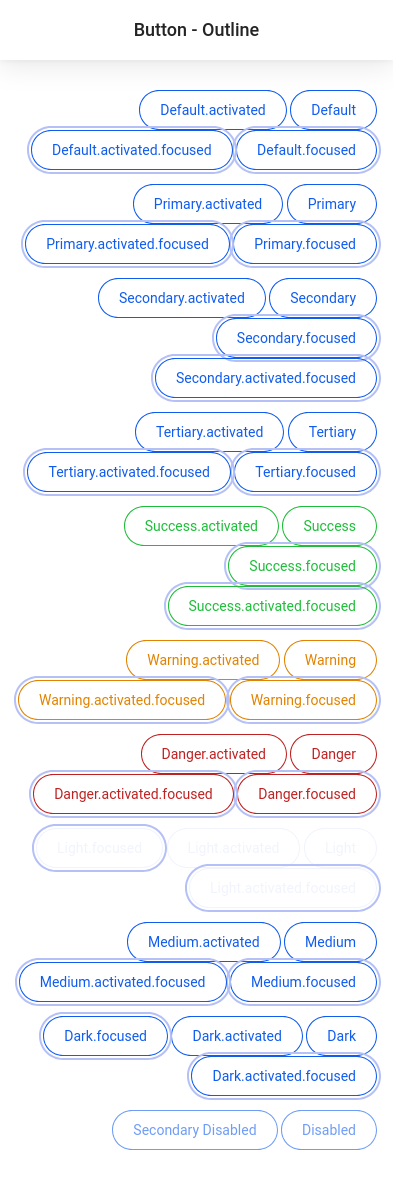 Button - Outline
Default.activated Default
Default.activated.focused Default.focused
Primary.activated Primary
Primary.activated.focused Primary.focused
Secondary.activated Secondary
Secondary.focused
Secondary.activated.focused
Tertiary.activated Tertiary
Tertiary.activated.focused Tertiary.focused
Success.activated Success
Success.focused
Success.activated.focused
Warning.activated Warning
Warning.activated.focused Warning.focused
Danger.activated Danger
Danger.activated.focused Danger.focused
Light.focused Light.activated Light
Light.activated.focused
Medium.activated Medium
Medium.activated.focused Medium.focused
Dark.focused Dark.activated Dark
Dark.activated.focused
Secondary Disabled Disabled